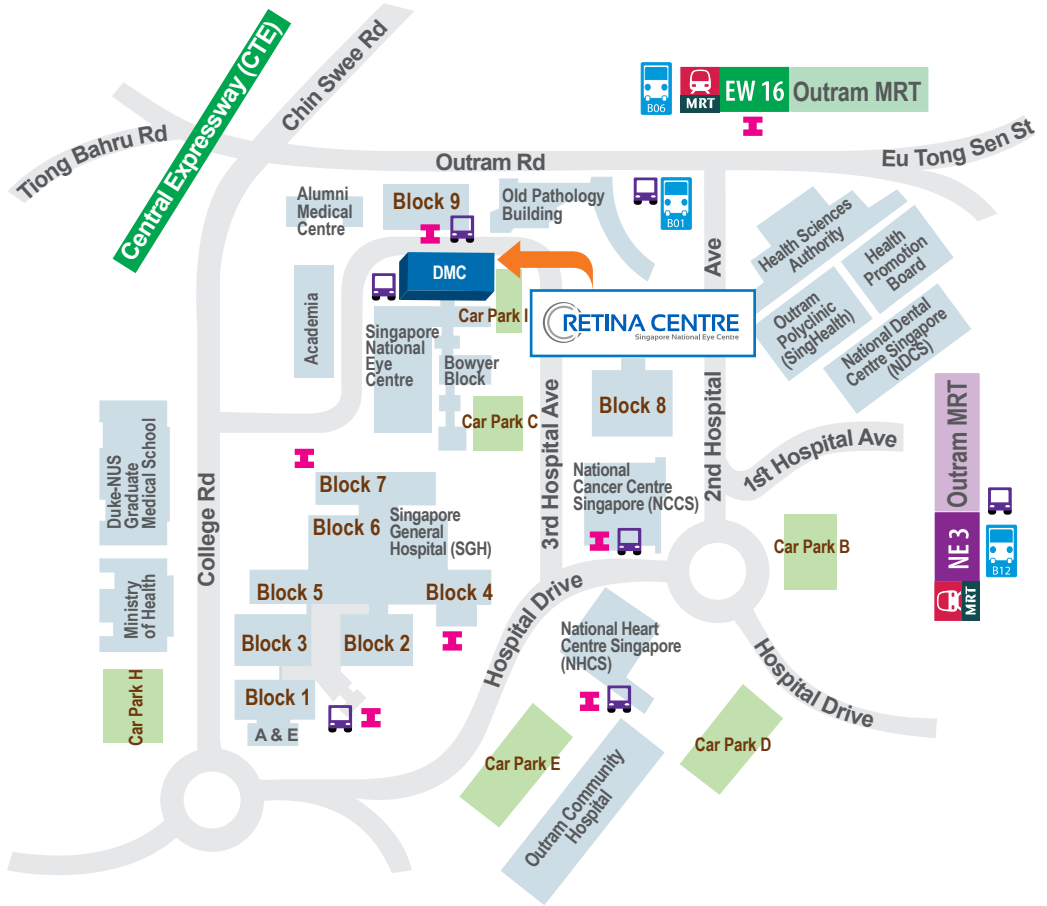 Central Expressway (CTE)
Chin Swee Rd
Tiong Bahru Rd
B06
MRT
EW 16
Outram MRT
Outram Rd
Eu Tong Sen St
Alumni
Medical
Centre
Block 9
Old Pathology
Building
B01
Health Sciences
Authority
Health
Promotion
Board
DMC
Ave
Outram
Polyclinic
(SingHealth)
National Dental
Centre Singapore
(NDCS)
Academia
Car Park I
RETINA CENTRE
Singapore National Eye Centre
Singapore
National
Eye
Centre
Bowyer
Block
Block 8
Car Park C
3rd Hospital Ave
2nd Hospital
1st Hospital Ave
Outram MRT
NE 3
MRT
B12
Duke-NUS
Graduate
Medical School
College Rd
Block 7
Block 6
Singapore
General
Hospital (SGH)
National
Cancer Centre
Singapore (NCCS)
Car Park B
Ministry
of Health
Block 5
Block 4
Block 3
Block 2
Hospital Drive
National Heart
Centre Singapore
(NHCS)
Hospital Drive
Car Park H
Block 1
A & E
Car Park E
Car Park D
Outram Community
Hospital